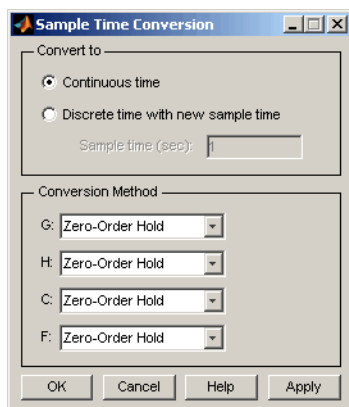 Sample Time Conversion
Convert to
Continuous time
Discrete time with new sample time
Sample time (sec): 1
Conversion Method
G: Zero-Order Hold
H: Zero-Order Hold
C: Zero-Order Hold
F: Zero-Order Hold
OK Cancel Help Apply